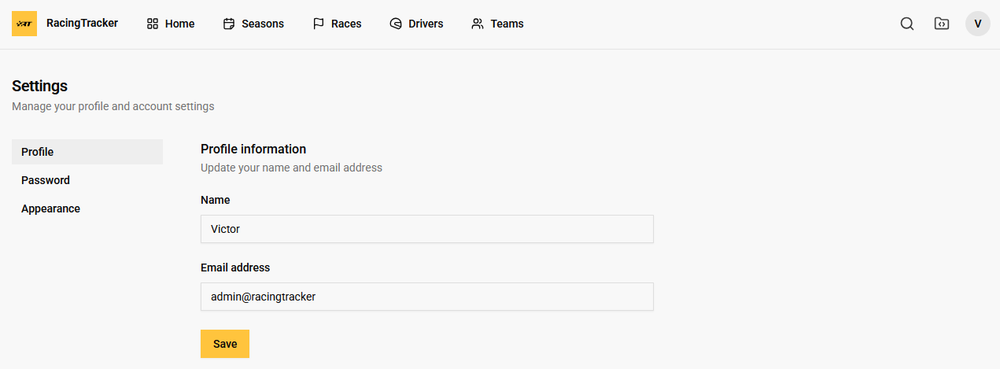 RacingTracker Home Seasons Races Drivers Teams V
Settings
Manage your profile and account settings
Profile
Password
Appearance
Profile information
Update your name and email address
Name
Victor
Email address
admin@racingtracker
Save